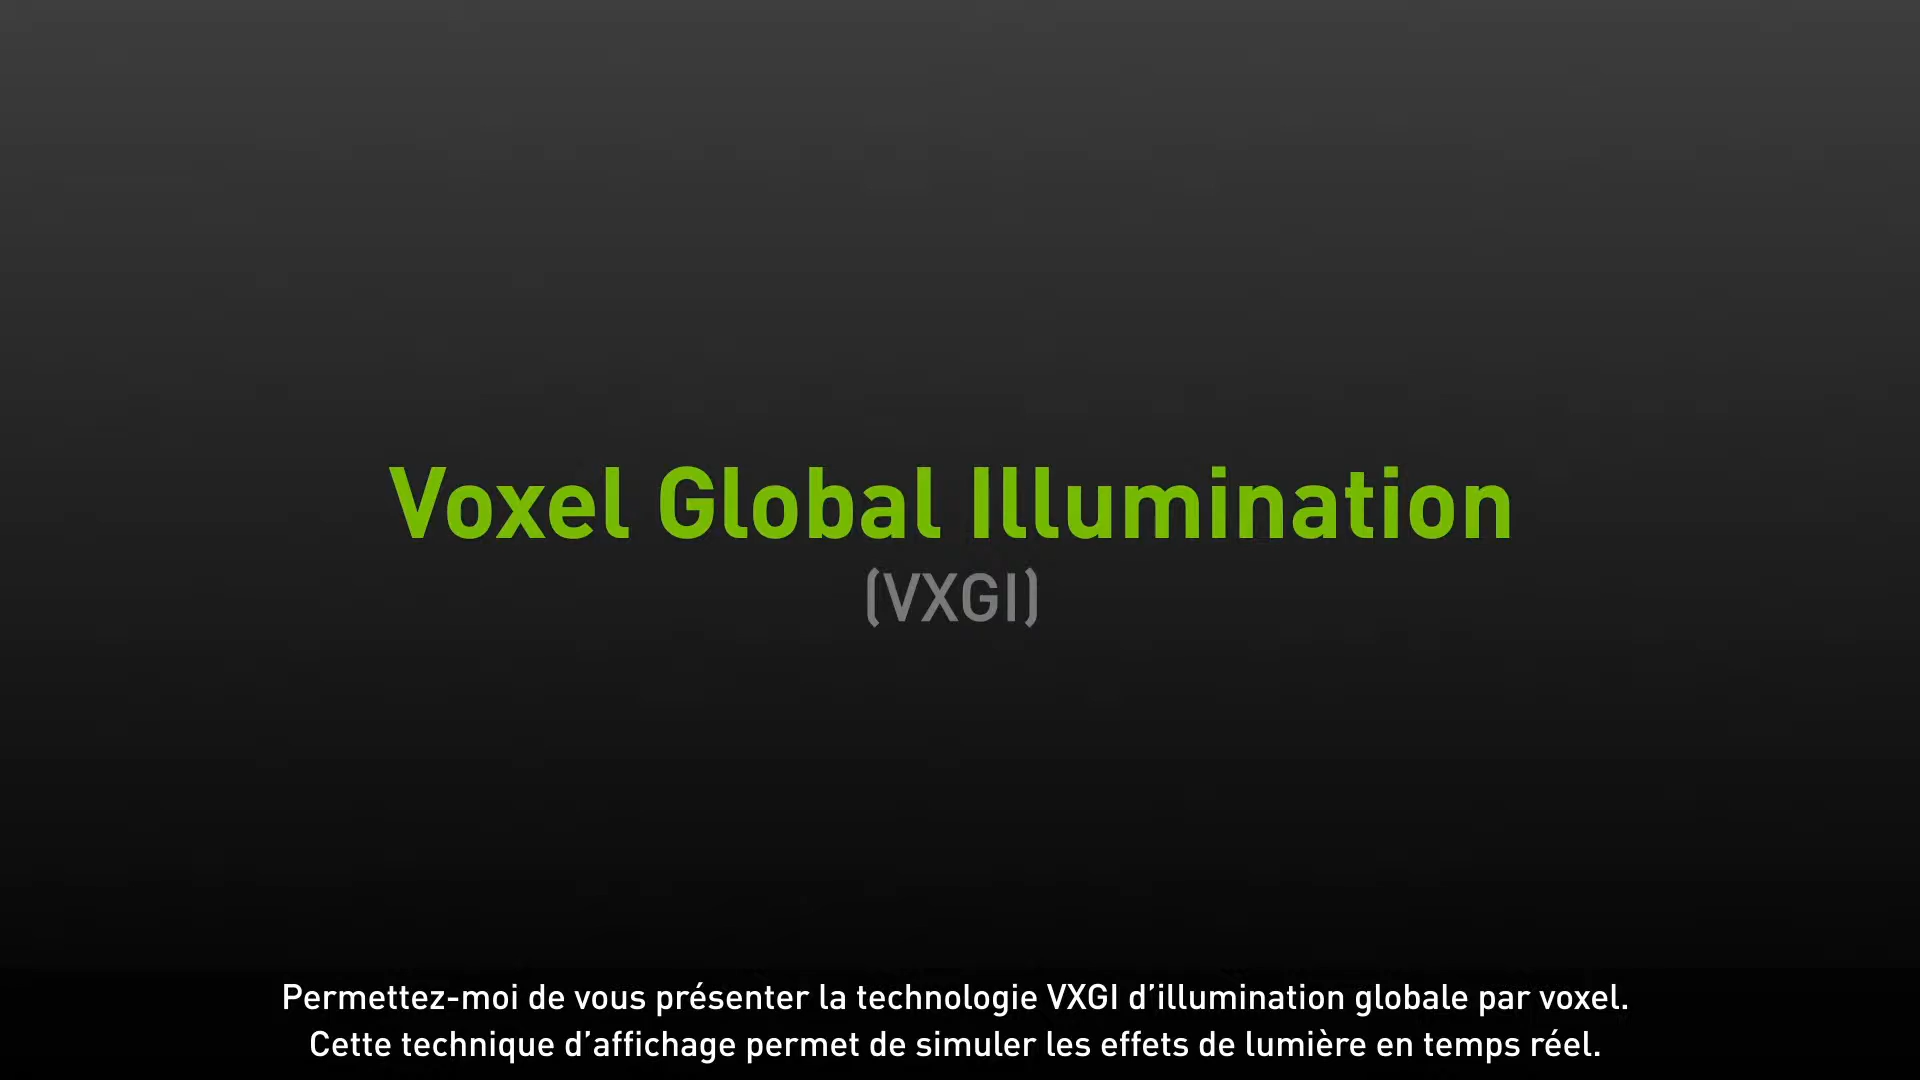 Voxel Global Illumination
(VXGI)
Permettez-moi de vous présenter la technologie VXGI d’illumination globale par voxel.
Cette technique d’affichage permet de simuler les effets de lumière en temps réel.